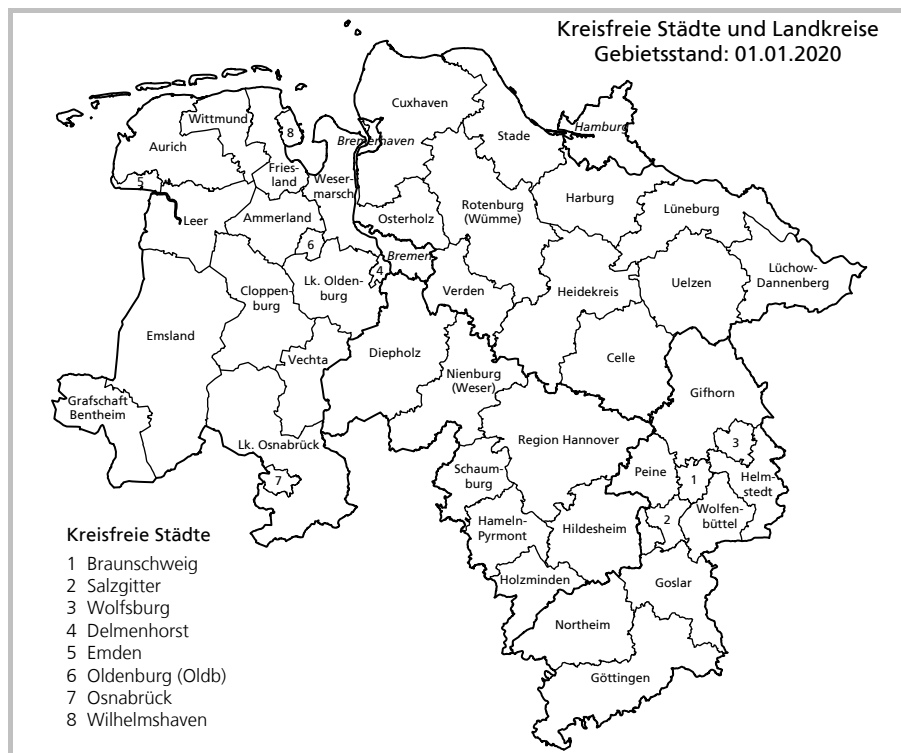 Kreisfreie Städte und Landkreise
Gebietsstand: 01.01.2020
Cuxhaven
Wittmund
8
Stade
Hamburg
Bremerhaven
Aurich
Fries-
land
5
Weser-
marsch
Harburg
Lüneburg
Rotenburg
(Wümme)
Leer
Ammerland
Osterholz
6
Bremen
4
Lk. Olden-
burg
Cloppen-
burg
Verden
Heidekreis
Uelzen
Lüchow-
Dannenberg
Emsland
Vechta
Diepholz
Celle
Nienburg
(Weser)
Gifhorn
Grafschaft
Bentheim
Lk. Osnabrück
Region Hannover
3
7
Schaum-
burg
Peine
1
Helm-
stedt
2
Wolfen-
büttel
Hameln-
Pyrmont
Hildesheim
Holzminden
Goslar
Northeim
Göttingen
Kreisfreie Städte
1 Braunschweig
2 Salzgitter
3 Wolfsburg
4 Delmenhorst
5 Emden
6 Oldenburg (Oldb)
7 Osnabrück
8 Wilhelmshaven